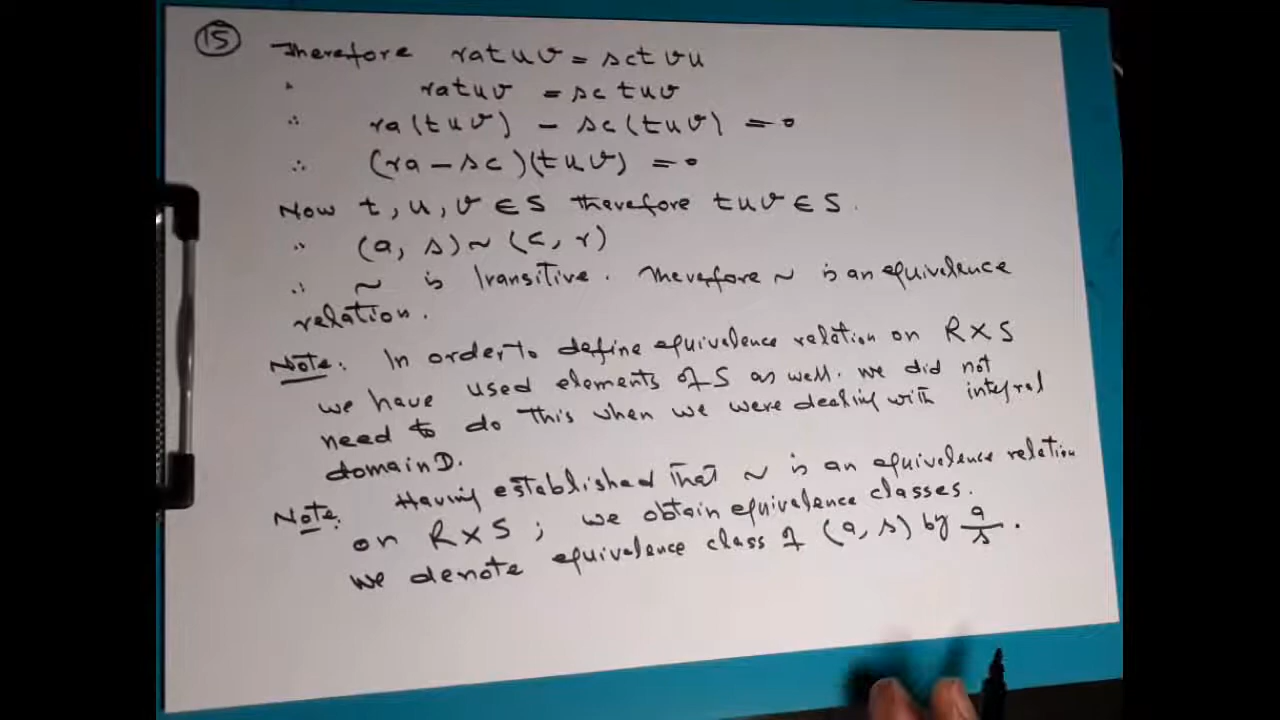 15
Therefore ratuv = sctvu
ratuv = sctuv
∴ ra(tuv) - sc(tuv) = 0
∴ (ra - sc)(tuv) = 0
Now t, u, v ∈ S Therefore tuv ∈ S.
∴ (a, s) ~ (c, r)
∴ ~ is Transitive. Therefore ~ is an equivalence
relation.
Note: In order to define equivalence relation on R × S
we have used elements of S as well. we did not
need to do This when we were dealing with integral
domain D.
Note: Having established That ~ is an equivalence relation
on R × S ; we obtain equivalence classes.
we denote equivalence class of (a, s) by a/s.